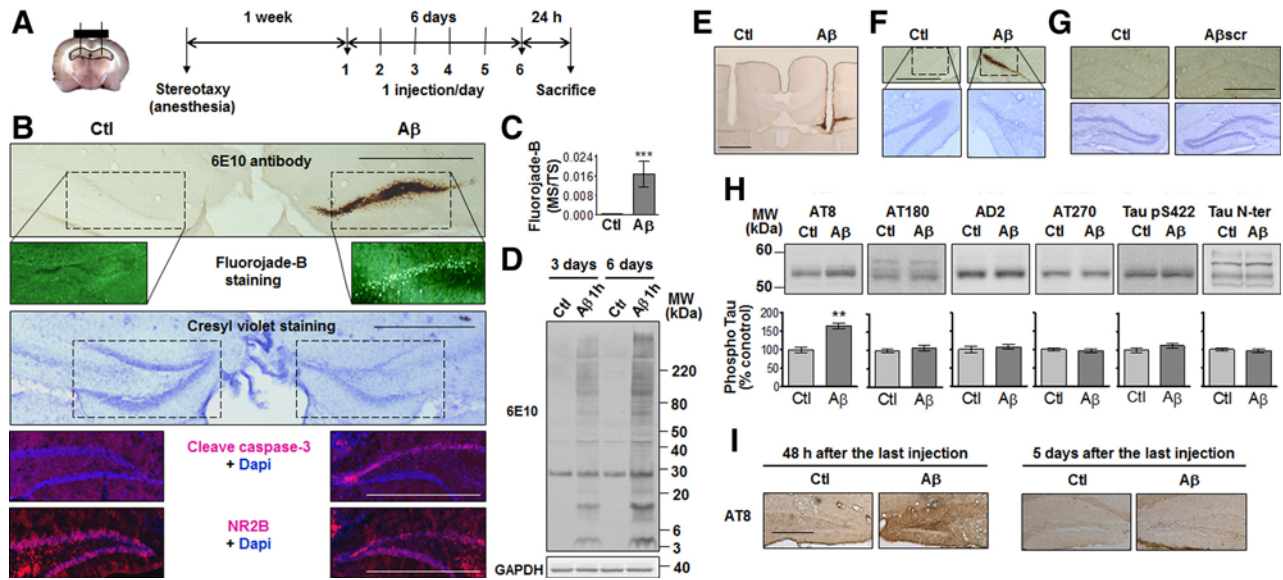 A
1 week
6 days
24 h
1 2 3 4 5 6
Stereotaxy
(anesthesia)
1 injection/day
Sacrifice
B
Ctl Aβ
6E10 antibody
Fluorojade-B
staining
Cresyl violet staining
Cleave caspase-3
+ Dapi
NR2B
+ Dapi
C
Fluorojade-B
(MS/TS)
0.024
0.016
0.008
0.000
***
Ctl Aβ
D
3 days 6 days
Ctl Aβ 1h Ctl Aβ 1h
MW
(kDa)
220
80
50
40
30
20
6
3
6E10
GAPDH
40
E
Ctl Aβ
F
Ctl Aβ
G
Ctl Aβscr
H
MW
(kDa)
AT8 AT180 AD2 AT270 Tau pS422 Tau N-ter
Ctl Aβ Ctl Aβ Ctl Aβ Ctl Aβ Ctl Aβ Ctl Aβ
60
50
Phospho Tau
(% conotrol)
200
150
100
50
0
**
Ctl Aβ Ctl Aβ Ctl Aβ Ctl Aβ Ctl Aβ Ctl Aβ
I
48 h after the last injection 5 days after the last injection
Ctl Aβ Ctl Aβ
AT8